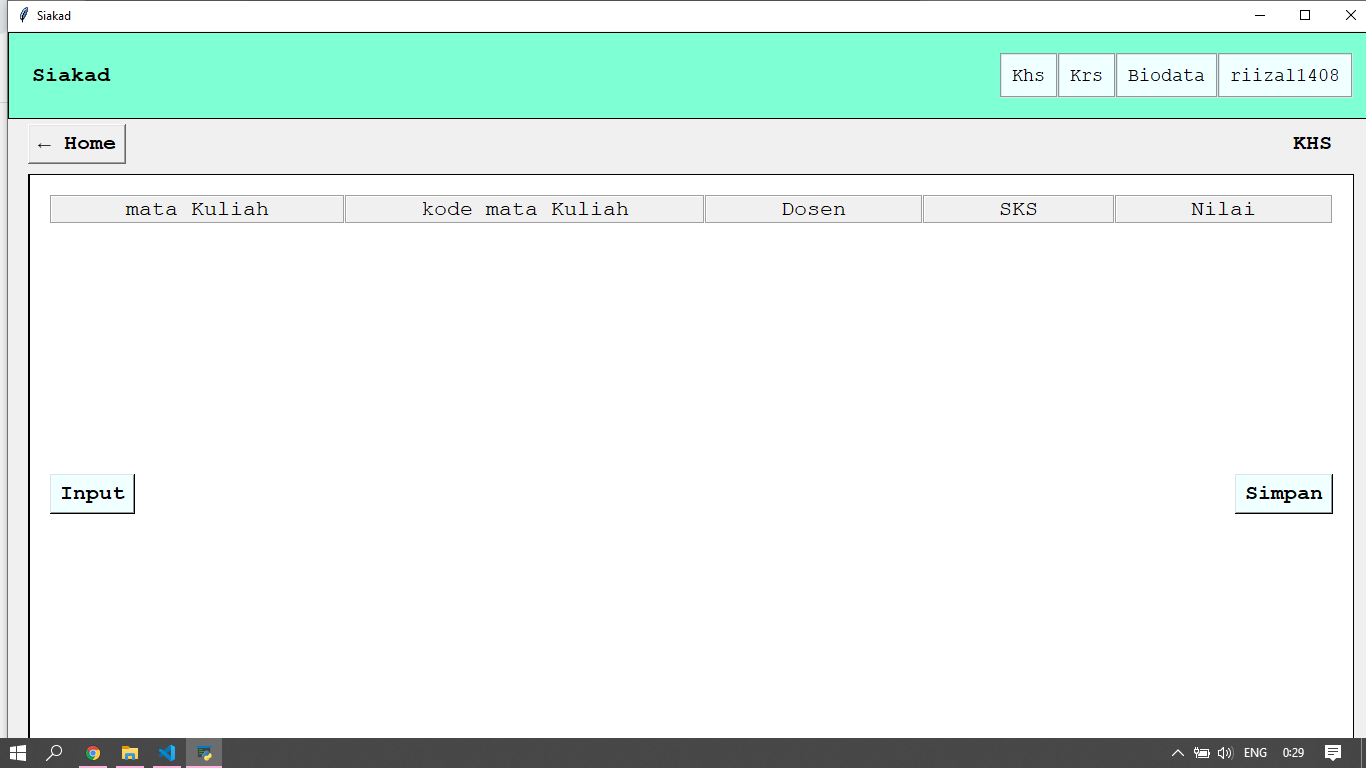 Siakad
Siakad Khs Krs Biodata riizal1408
← Home KHS
mata Kuliah kode mata Kuliah Dosen SKS Nilai
Input Simpan
ENG 0:29